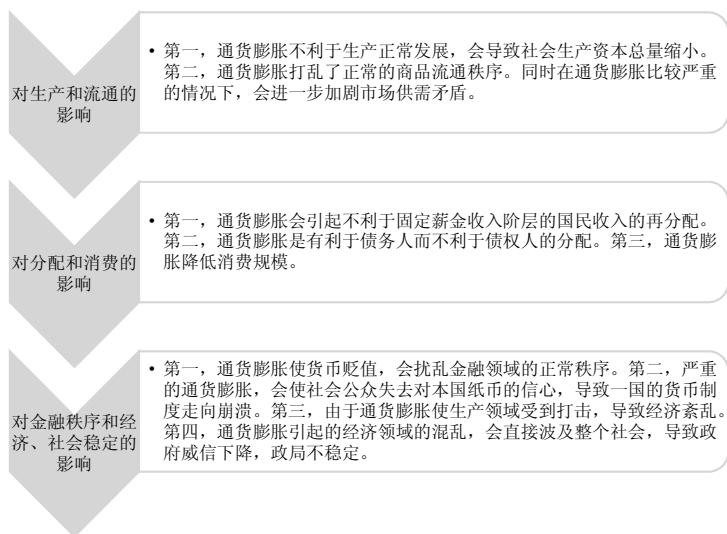 对生产和流通的
影响
• 第一，通货膨胀不利于生产正常发展，会导致社会生产资本总量缩小。
第二，通货膨胀打乱了正常的商品流通秩序。同时在通货膨胀比较严重
的情况下，会进一步加剧市场供需矛盾。
对分配和消费的
影响
• 第一，通货膨胀会引起不利于固定薪金收入阶层的国民收入的再分配。
第二，通货膨胀是有利于债务人而不利于债权人的分配。第三，通货膨
胀降低消费规模。
对金融秩序和经
济、社会稳定的
影响
• 第一，通货膨胀使货币贬值，会扰乱金融领域的正常秩序。第二，严重
的通货膨胀，会使社会公众失去对本国纸币的信心，导致一国的货币制
度走向崩溃。第三，由于通货膨胀使生产领域受到打击，导致经济紊乱。
第四，通货膨胀引起的经济领域的混乱，会直接波及整个社会，导致政
府威信下降，政局不稳定。